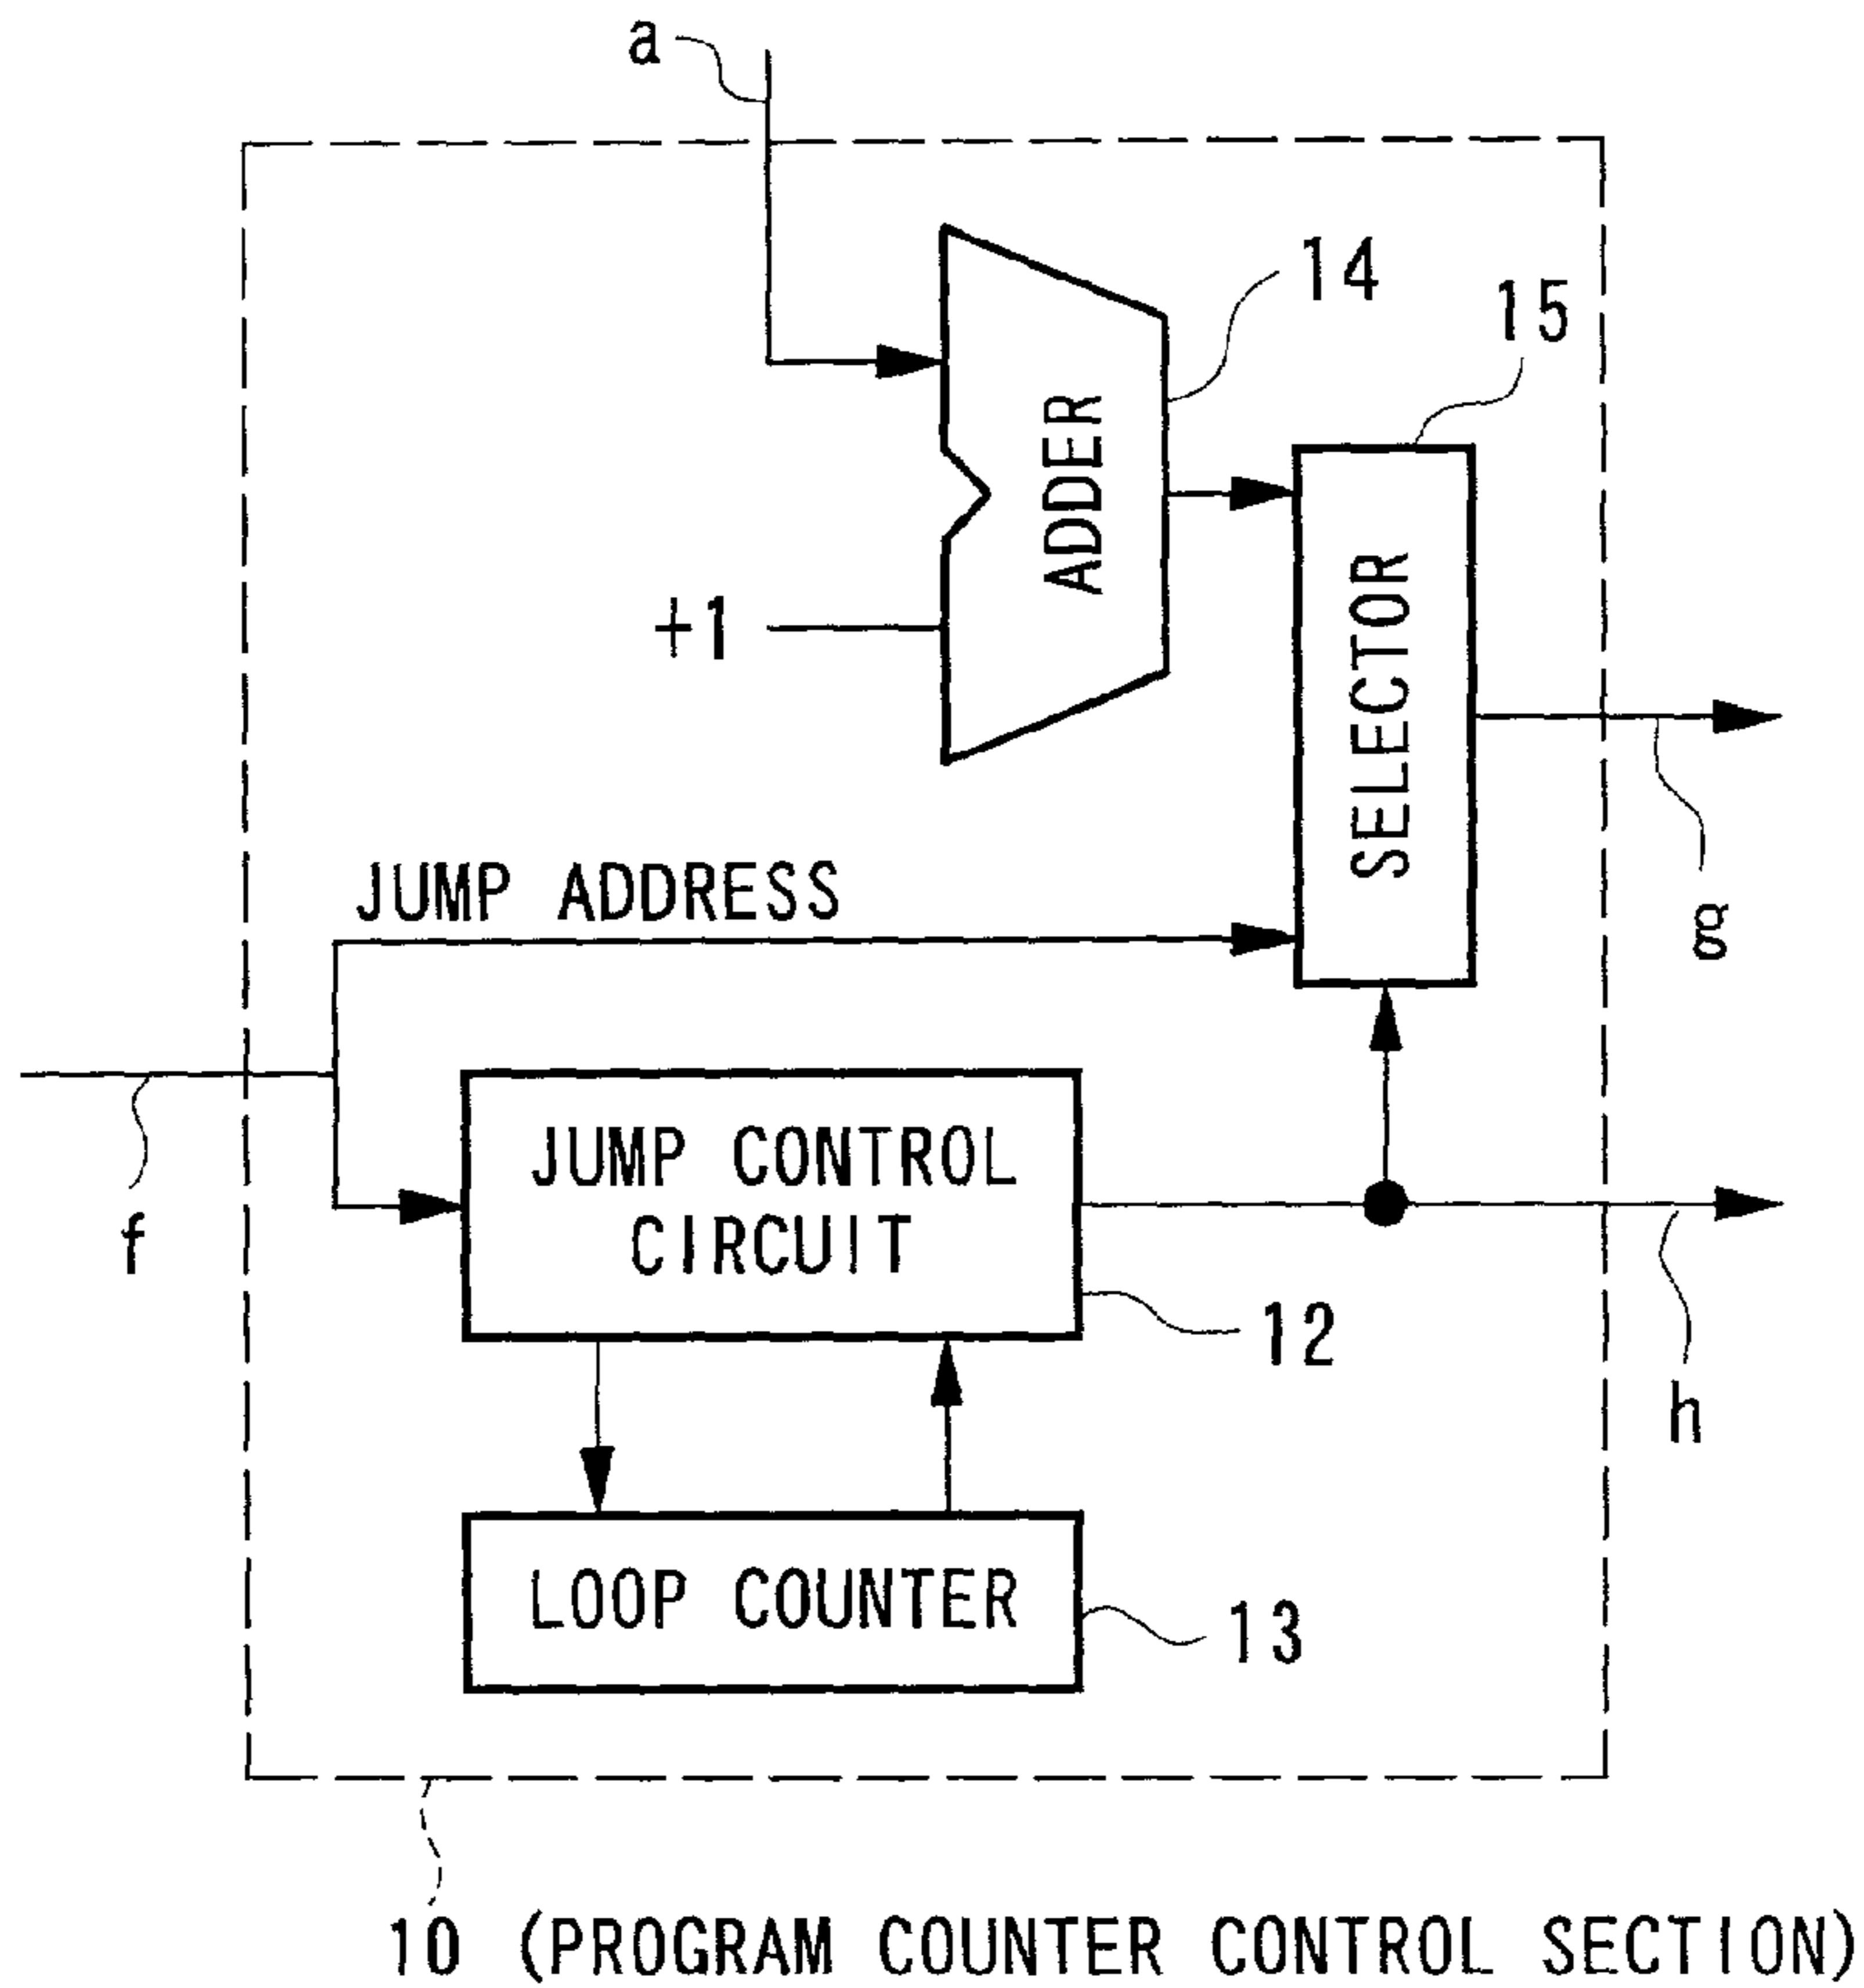 a
14
15
ADDER
+1
SELECTOR
g
JUMP ADDRESS
f
JUMP CONTROL
CIRCUIT
12
h
LOOP COUNTER
13
10 (PROGRAM COUNTER CONTROL SECTION)